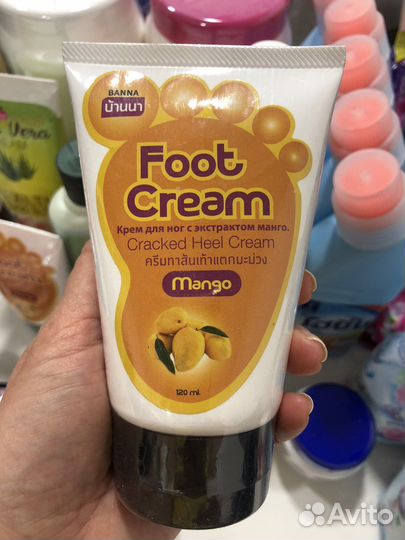 BANNA
บ้านนา
Foot
Cream
Крем для ног с экстрактом манго.
Cracked Heel Cream
ครีมทาส้นเท้าแตกมะม่วง
Mango
120 ml.
Vera
Avito